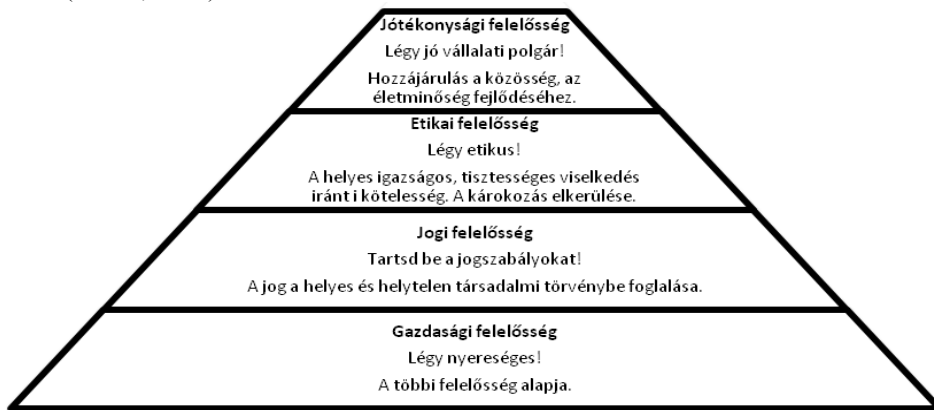 Jótékonysági felelősség
Légy jó vállalati polgár!
Hozzájárulás a közösség, az
életminőség fejlődéséhez.
Etikai felelősség
Légy etikus!
A helyes igazságos, tisztességes viselkedés
iránt i kötelesség. A károkozás elkerülése.
Jogi felelősség
Tartsd be a jogszabályokat!
A jog a helyes és helytelen társadalmi törvénybe foglalása.
Gazdasági felelősség
Légy nyereséges!
A többi felelősség alapja.